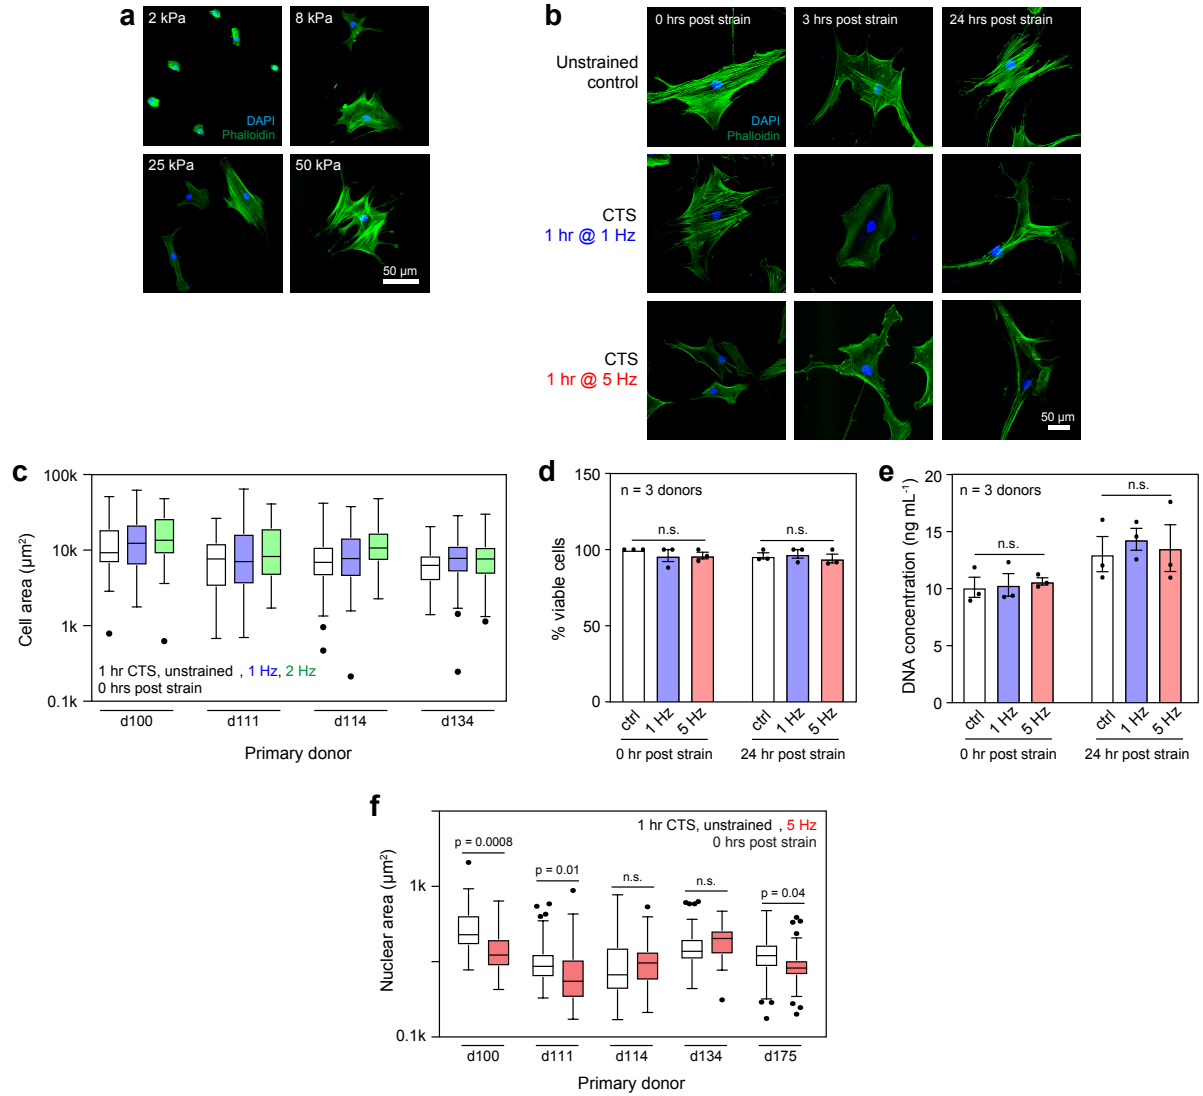 a
2 kPa
8 kPa
DAPI
Phalloidin
25 kPa
50 kPa
50 µm
b
0 hrs post strain
3 hrs post strain
24 hrs post strain
Unstrained
control
DAPI
Phalloidin
CTS
1 hr @ 1 Hz
CTS
1 hr @ 5 Hz
50 µm
c
100k
10k
1k
0.1k
Cell area (µm²)
1 hr CTS, unstrained , 1 Hz, 2 Hz
0 hrs post strain
d100
d111
d114
d134
Primary donor
d
150
100
50
0
% viable cells
n = 3 donors
n.s.
n.s.
ctrl
1 Hz
5 Hz
ctrl
1 Hz
5 Hz
0 hr post strain
24 hr post strain
e
20
15
10
5
0
DNA concentration (ng mL⁻¹)
n = 3 donors
n.s.
n.s.
ctrl
1 Hz
5 Hz
ctrl
1 Hz
5 Hz
0 hr post strain
24 hr post strain
f
1k
0.1k
Nuclear area (µm²)
1 hr CTS, unstrained , 5 Hz
0 hrs post strain
p = 0.0008
p = 0.01
n.s.
n.s.
p = 0.04
d100
d111
d114
d134
d175
Primary donor